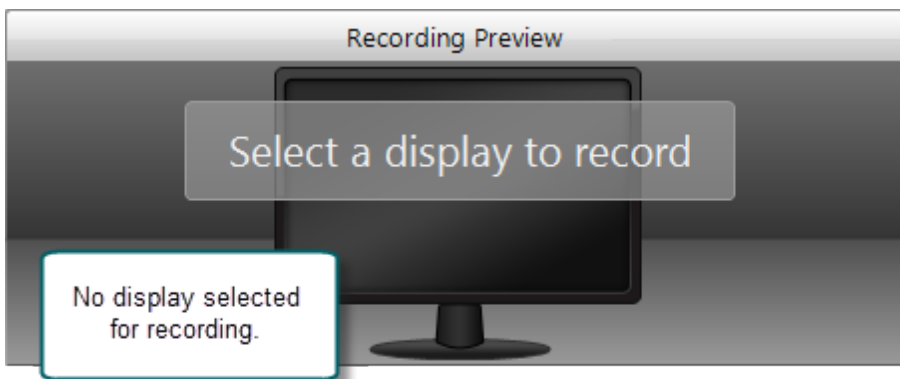 Recording Preview
Select a display to record
No display selected
for recording.